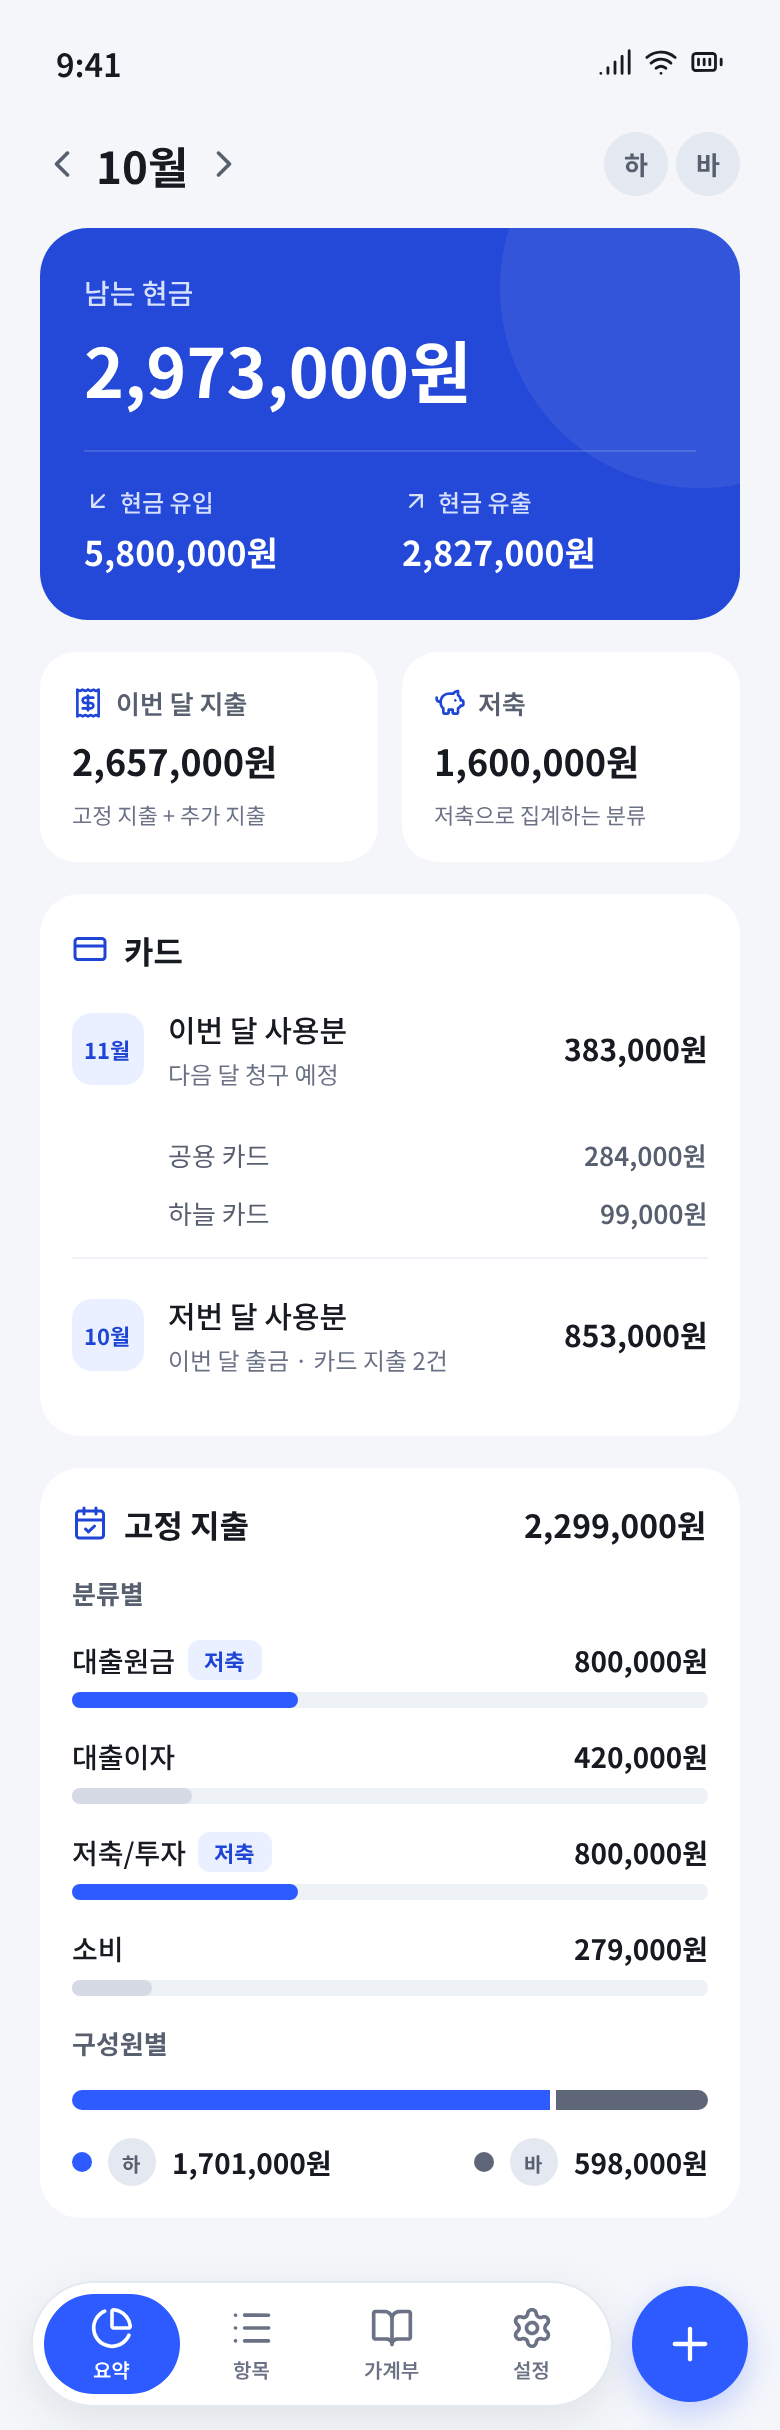 9:41
10월
하 바
남는 현금
2,973,000원
현금 유입 현금 유출
5,800,000원 2,827,000원
이번 달 지출 저축
2,657,000원 1,600,000원
고정 지출 + 추가 지출 저축으로 집계하는 분류
카드
11월 이번 달 사용분 383,000원
다음 달 청구 예정
공용 카드 284,000원
하늘 카드 99,000원
10월 저번 달 사용분 853,000원
이번 달 출금 · 카드 지출 2건
고정 지출 2,299,000원
분류별
대출원금 저축 800,000원
대출이자 420,000원
저축/투자 저축 800,000원
소비 279,000원
구성원별
하 1,701,000원 바 598,000원
요약 항목 가계부 설정